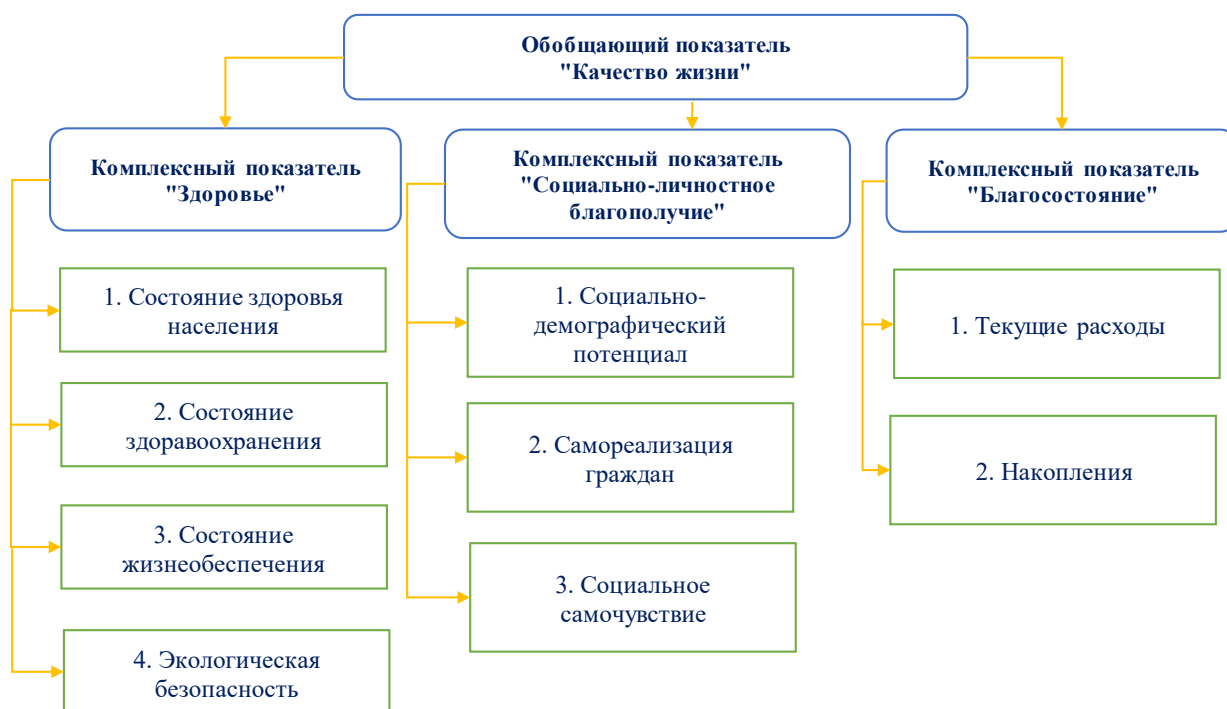 Обобщающий показатель
"Качество жизни"
Комплексный показатель
"Здоровье"
1. Состояние здоровья
населения
2. Состояние
здравоохранения
3. Состояние
жизнеобеспечения
4. Экологическая
безопасность
Комплексный показатель
"Социально-личностное
благополучие"
1. Социально-
демографический
потенциал
2. Самореализация
граждан
3. Социальное
самочувствие
Комплексный показатель
"Благосостояние"
1. Текущие расходы
2. Накопления